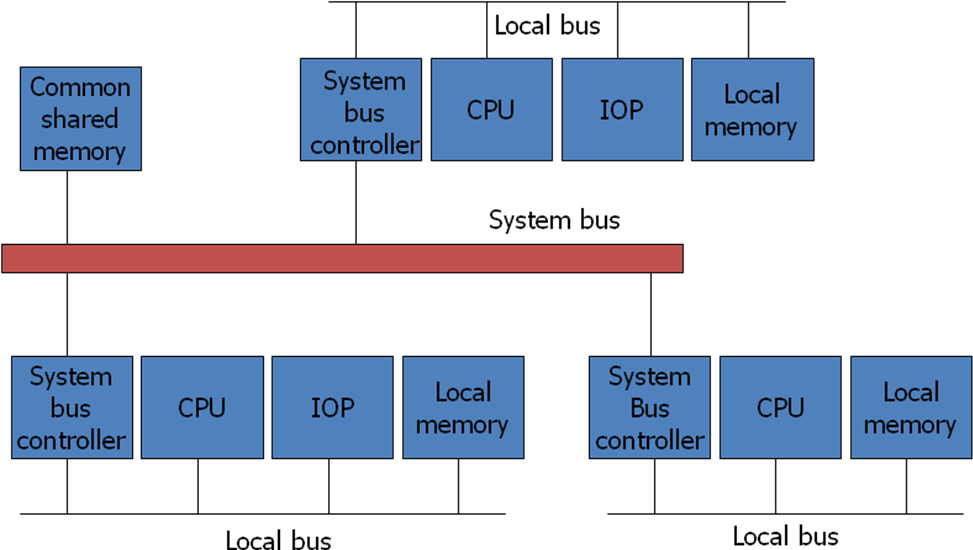 Local bus
Common
shared
memory
System
bus
controller
CPU
IOP
Local
memory
System bus
System
bus
controller
CPU
IOP
Local
memory
System
Bus
controller
CPU
Local
memory
Local bus
Local bus